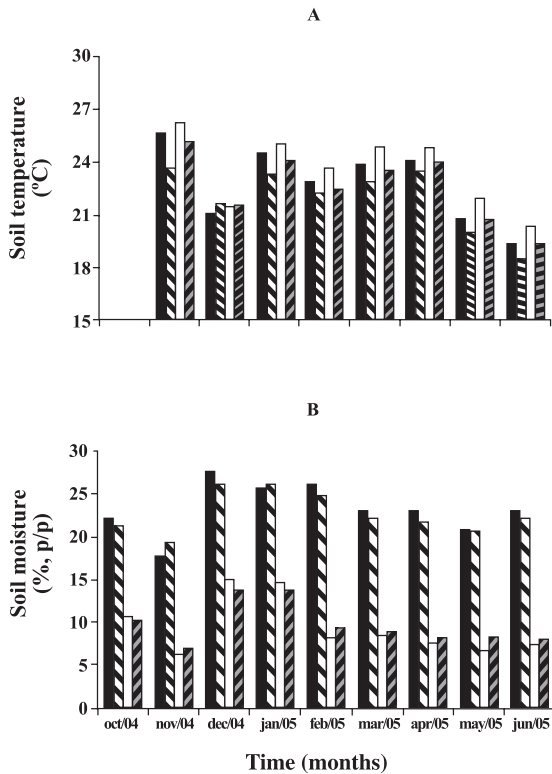 A
30
27
24
21
18
15
Soil temperature
(ºC)
B
30
25
20
15
10
5
0
Soil moisture
(%, p/p)
oct/04 nov/04 dec/04 jan/05 feb/05 mar/05 apr/05 may/05 jun/05
Time (months)